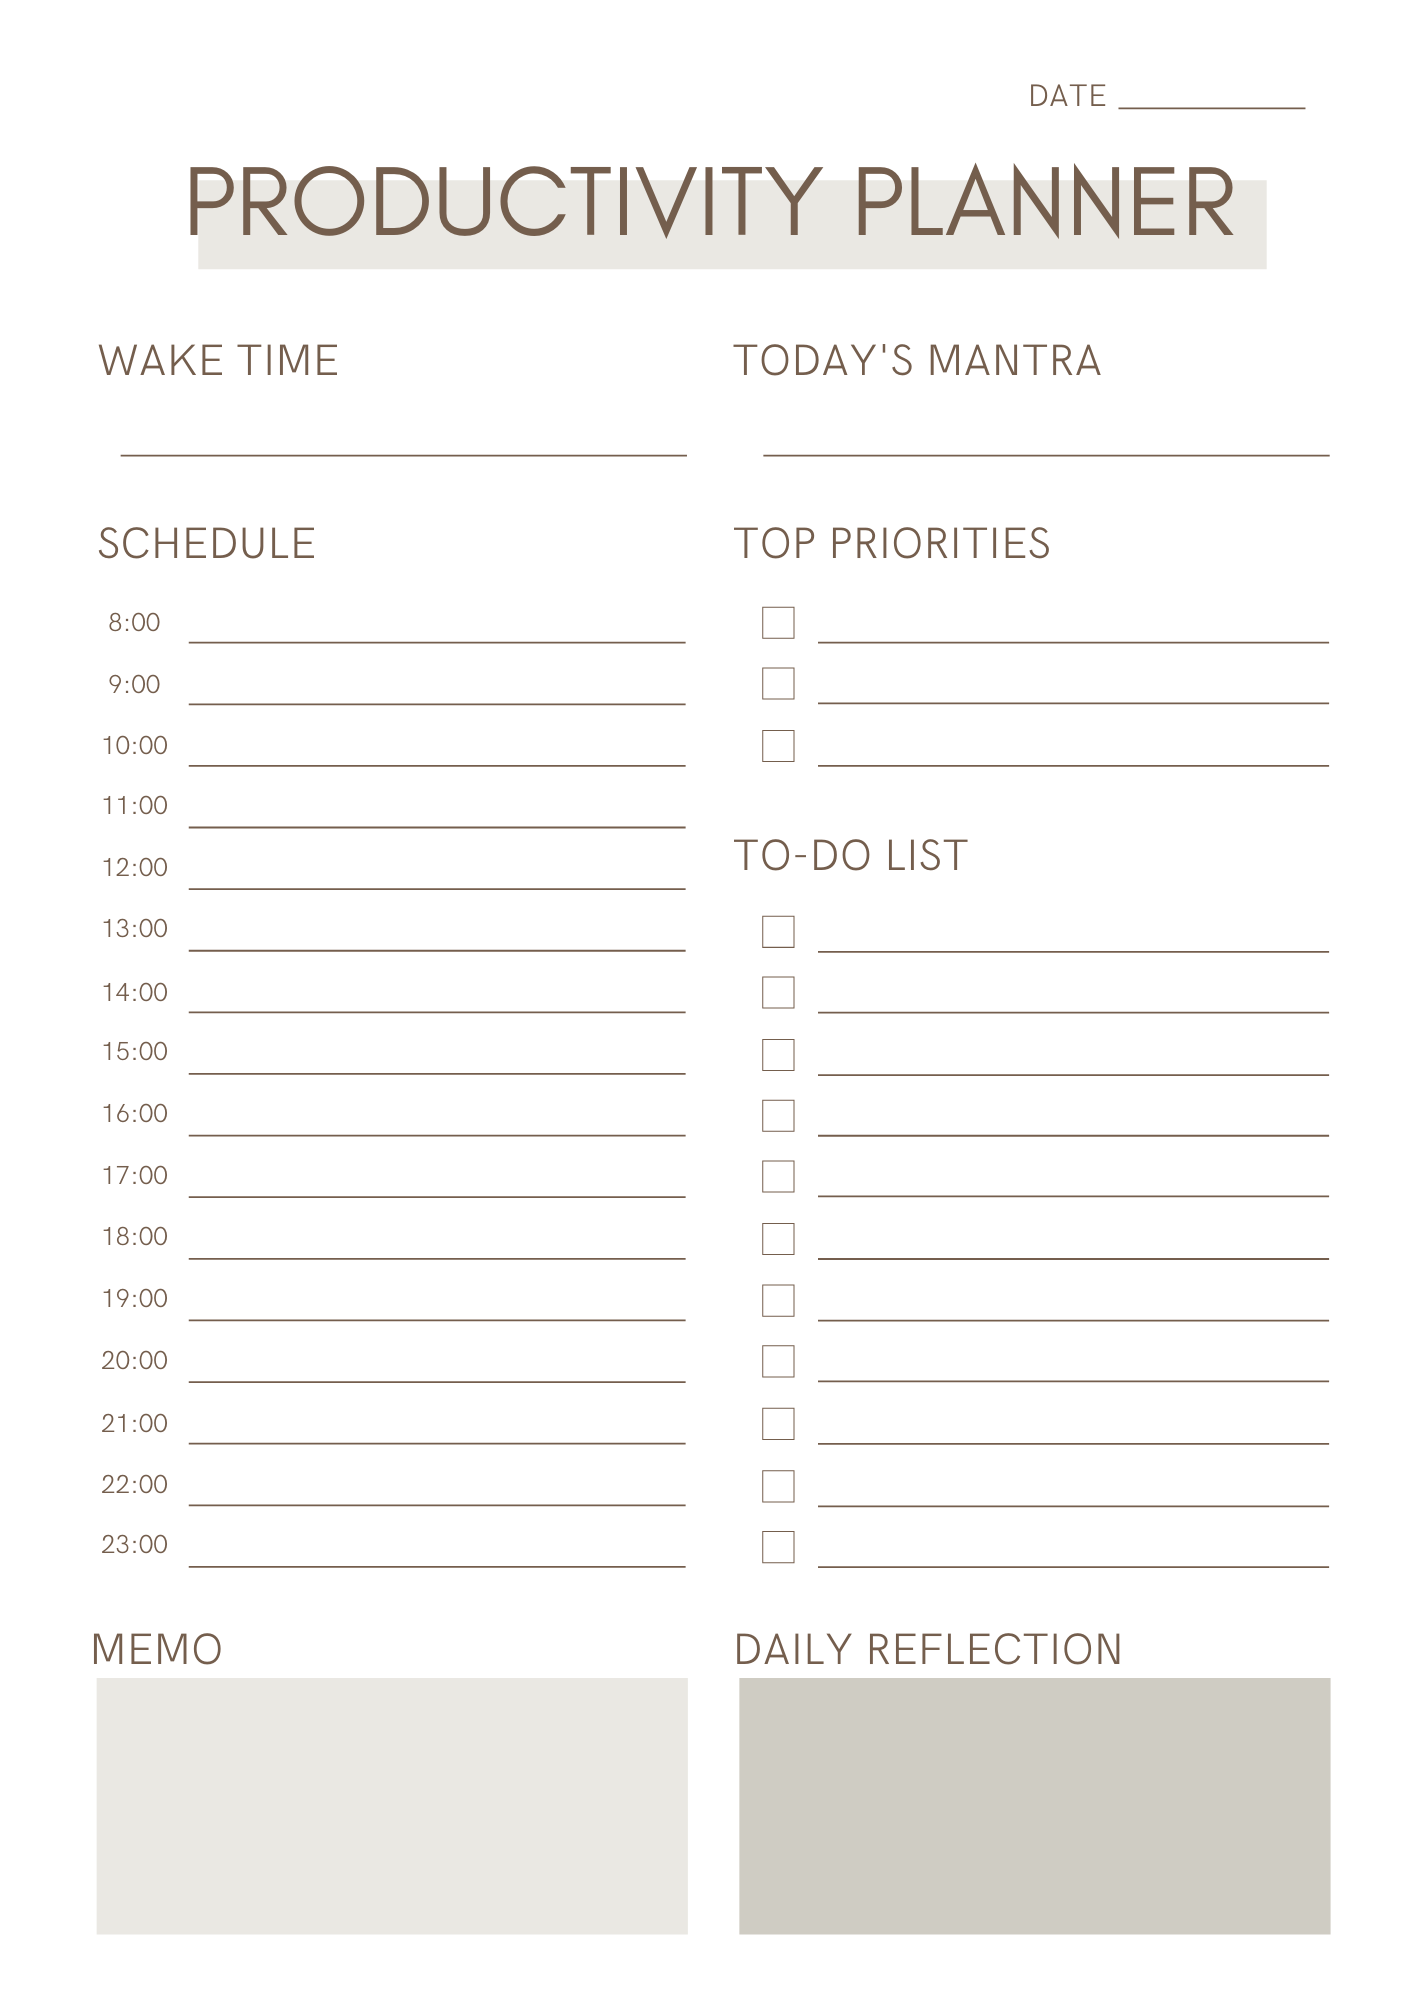 DATE
PRODUCTIVITY PLANNER
WAKE TIME
TODAY'S MANTRA
SCHEDULE
8:00
9:00
10:00
11:00
12:00
13:00
14:00
15:00
16:00
17:00
18:00
19:00
20:00
21:00
22:00
23:00
TOP PRIORITIES
TO-DO LIST
MEMO
DAILY REFLECTION